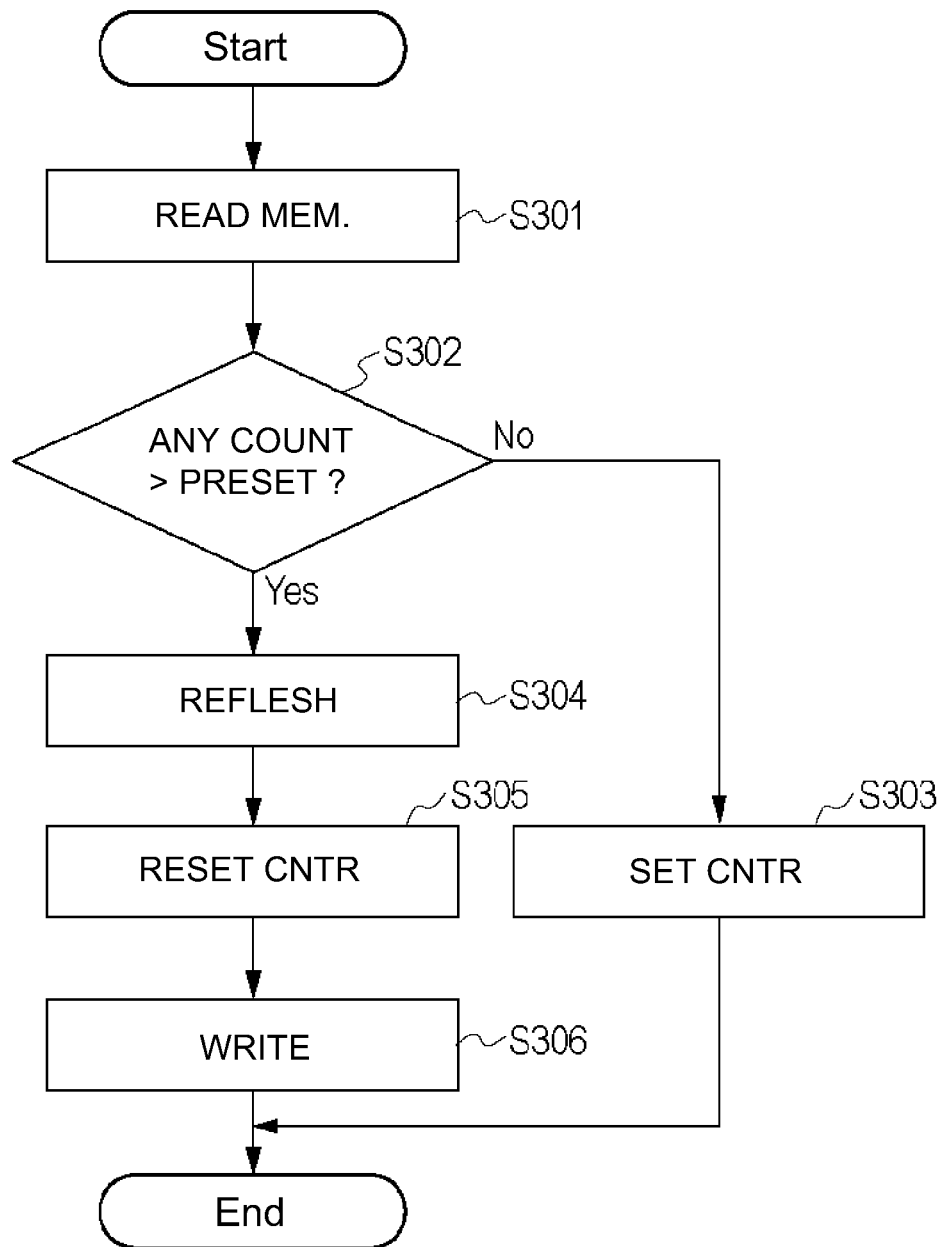 Start
READ MEM.
S301
S302
ANY COUNT
> PRESET ?
No
Yes
REFLESH
S304
S305
RESET CNTR
S303
SET CNTR
WRITE
S306
End